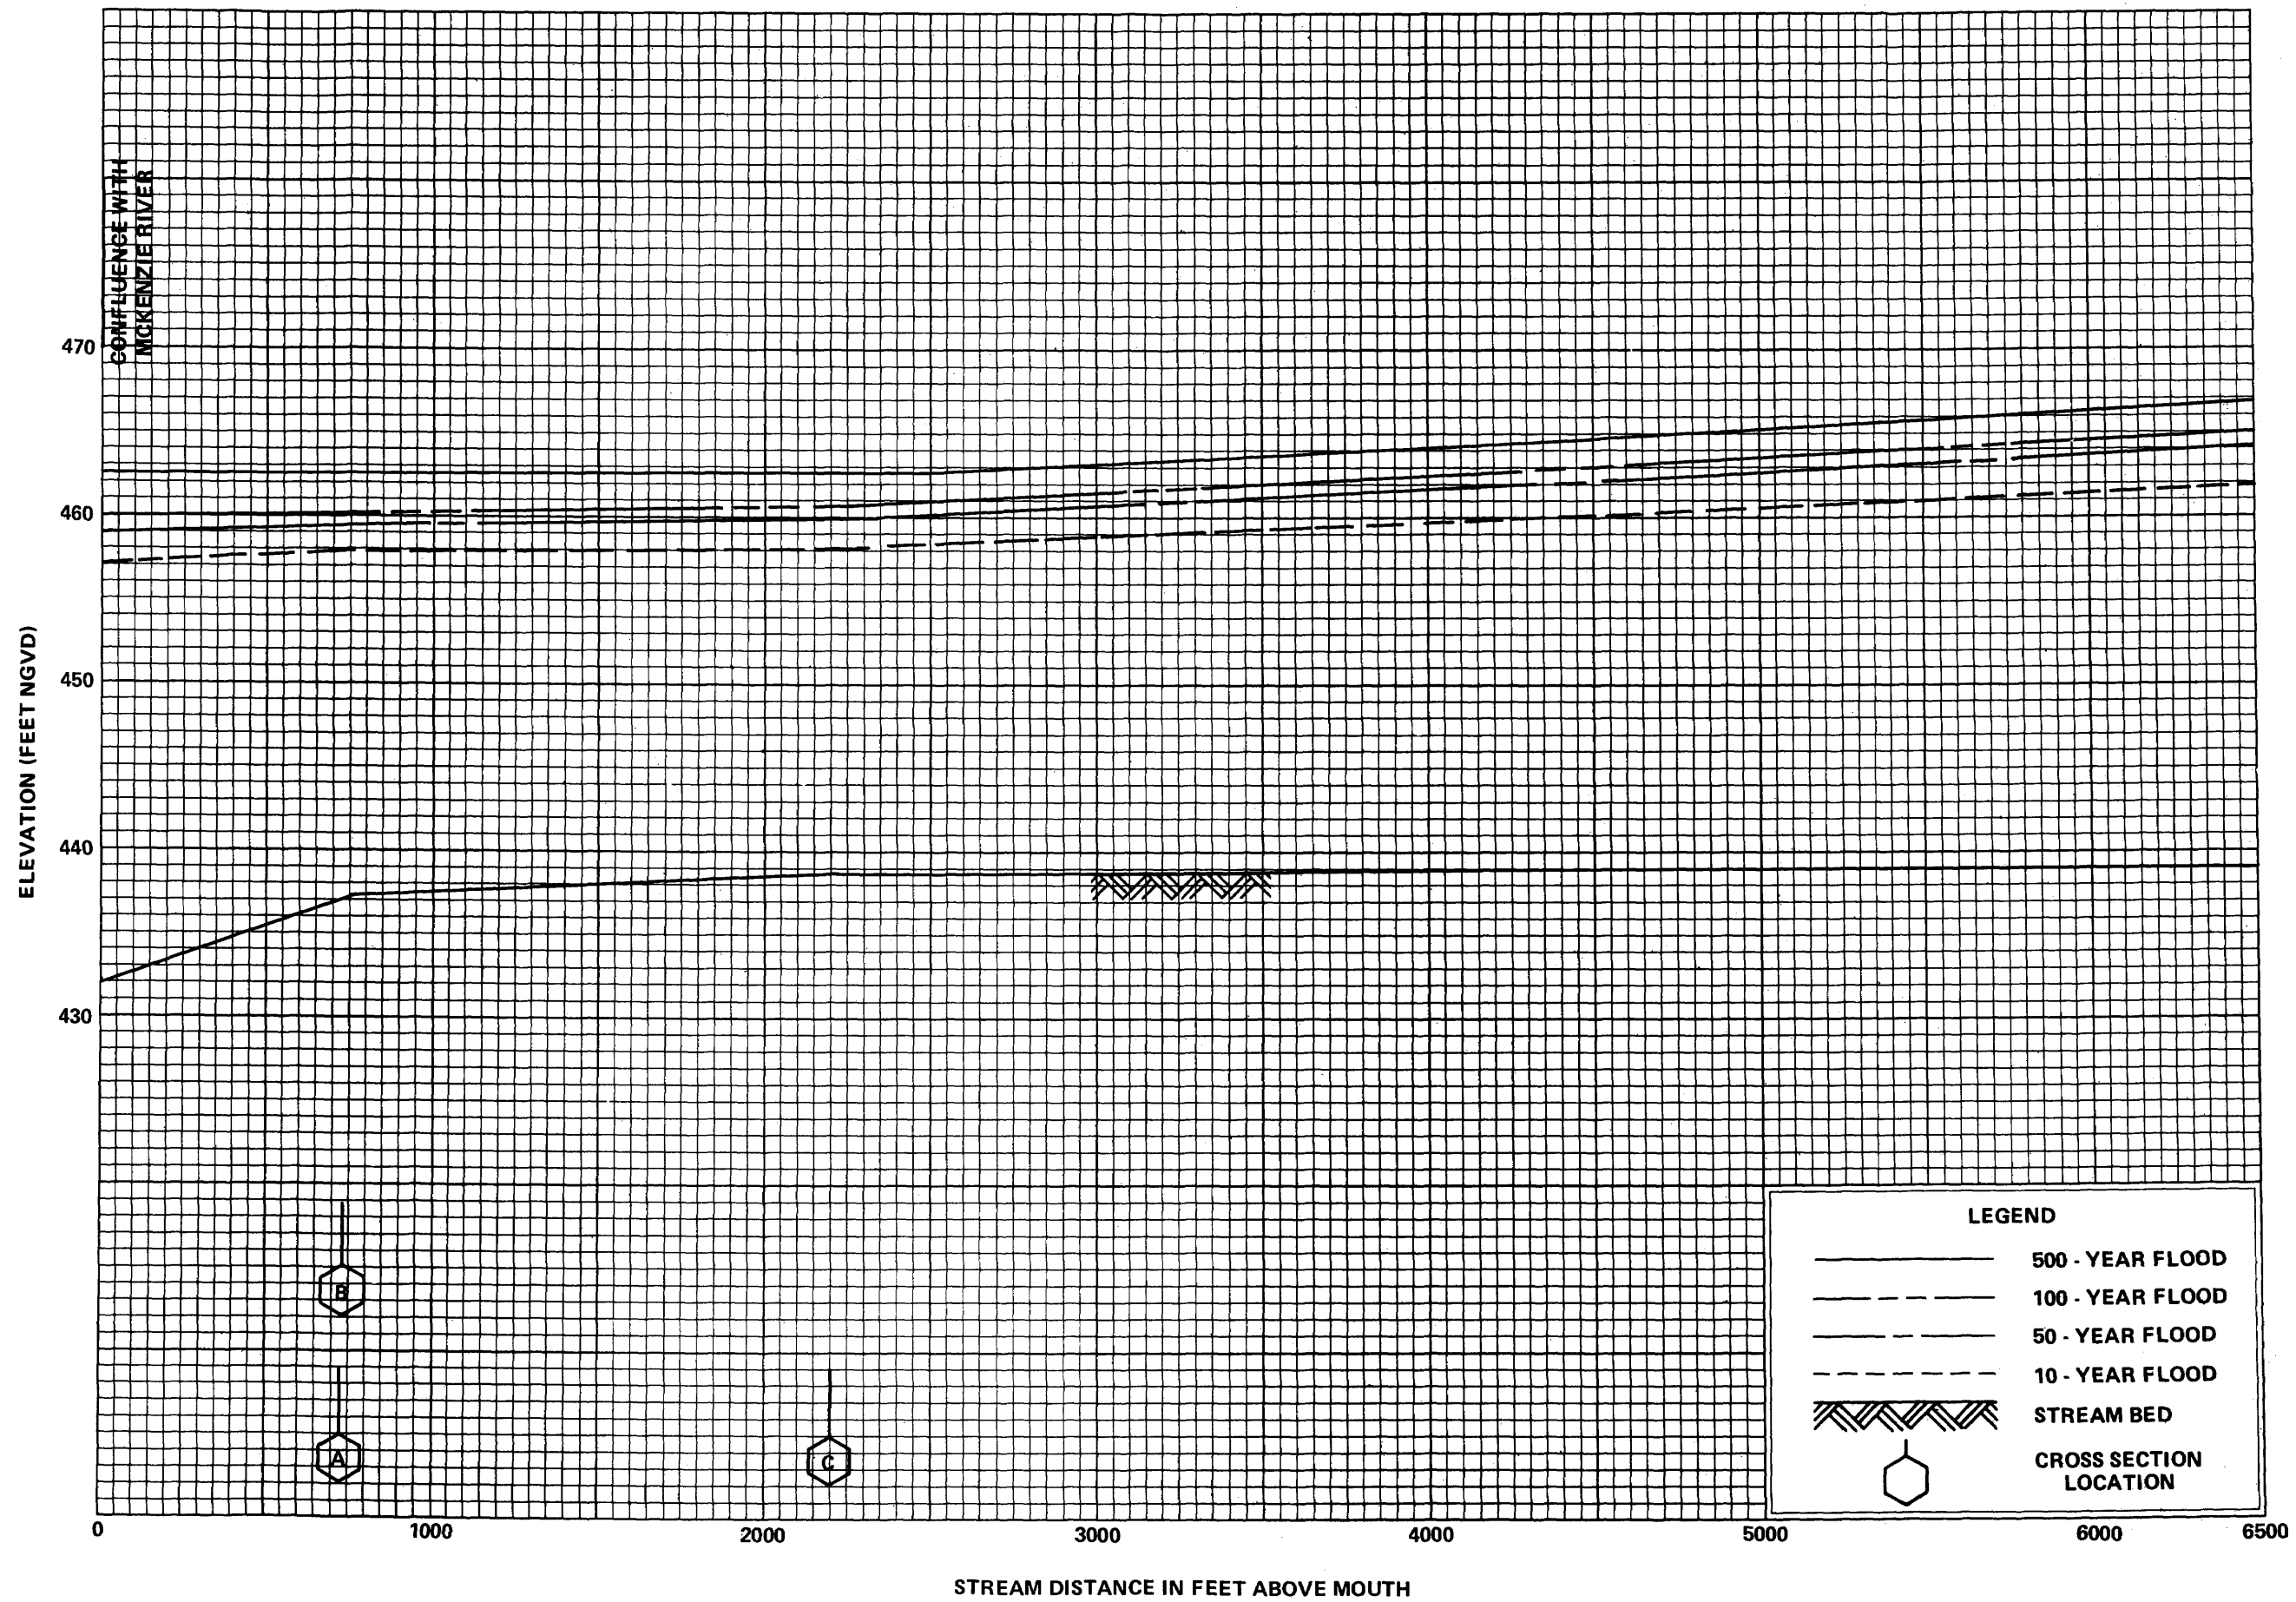 CONFLUENCE WITH
MCKENZIE RIVER
470
460
450
440
430
ELEVATION (FEET NGVD)
B
A
C
LEGEND
500 - YEAR FLOOD
100 - YEAR FLOOD
50 - YEAR FLOOD
10 - YEAR FLOOD
STREAM BED
CROSS SECTION
LOCATION
0
1000
2000
3000
4000
5000
6000
6500
STREAM DISTANCE IN FEET ABOVE MOUTH